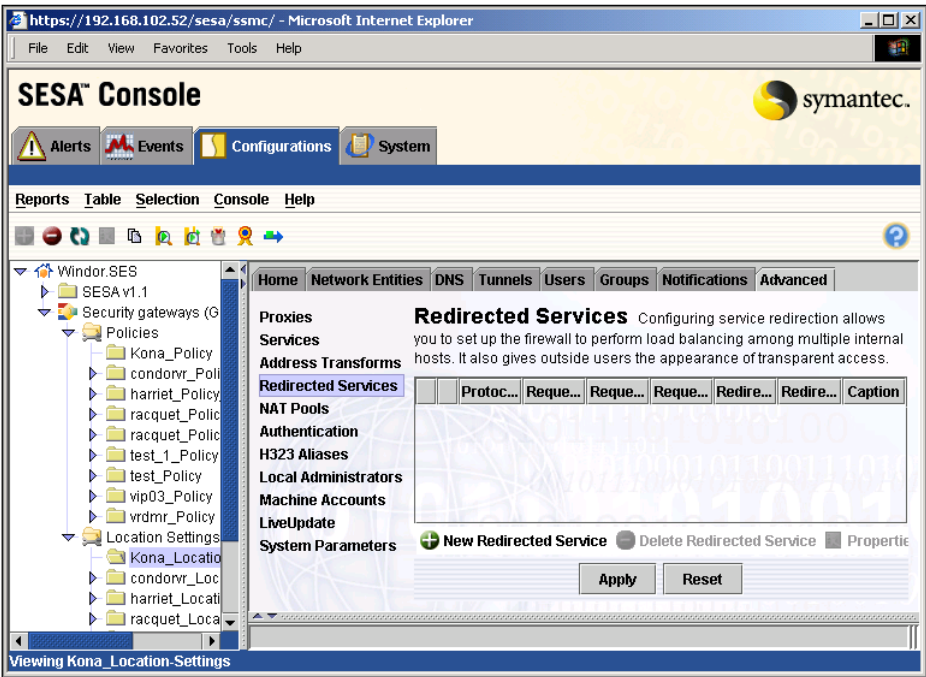 https://192.168.102.52/sesa/ssmc/ - Microsoft Internet Explorer
File Edit View Favorites Tools Help
SESA™ Console
symantec.
Alerts Events Configurations System
Reports Table Selection Console Help
Windor.SES
SESA v1.1
Security gateways (G
Policies
Kona_Policy
condorvr_Poli
harriet_Policy
racquet_Polic
racquet_Polic
test_1_Policy
test_Policy
vip03_Policy
vrdmr_Policy
Location Settings
Kona_Locatio
condorvr_Loc
harriet_Locati
racquet_Loca
Home Network Entities DNS Tunnels Users Groups Notifications Advanced
Proxies
Services
Address Transforms
Redirected Services
NAT Pools
Authentication
H323 Aliases
Local Administrators
Machine Accounts
LiveUpdate
System Parameters
Redirected Services Configuring service redirection allows
you to set up the firewall to perform load balancing among multiple internal
hosts. It also gives outside users the appearance of transparent access.
Protoc... Reque... Reque... Reque... Redire... Redire... Caption
New Redirected Service Delete Redirected Service Propertie
Apply Reset
Viewing Kona_Location-Settings